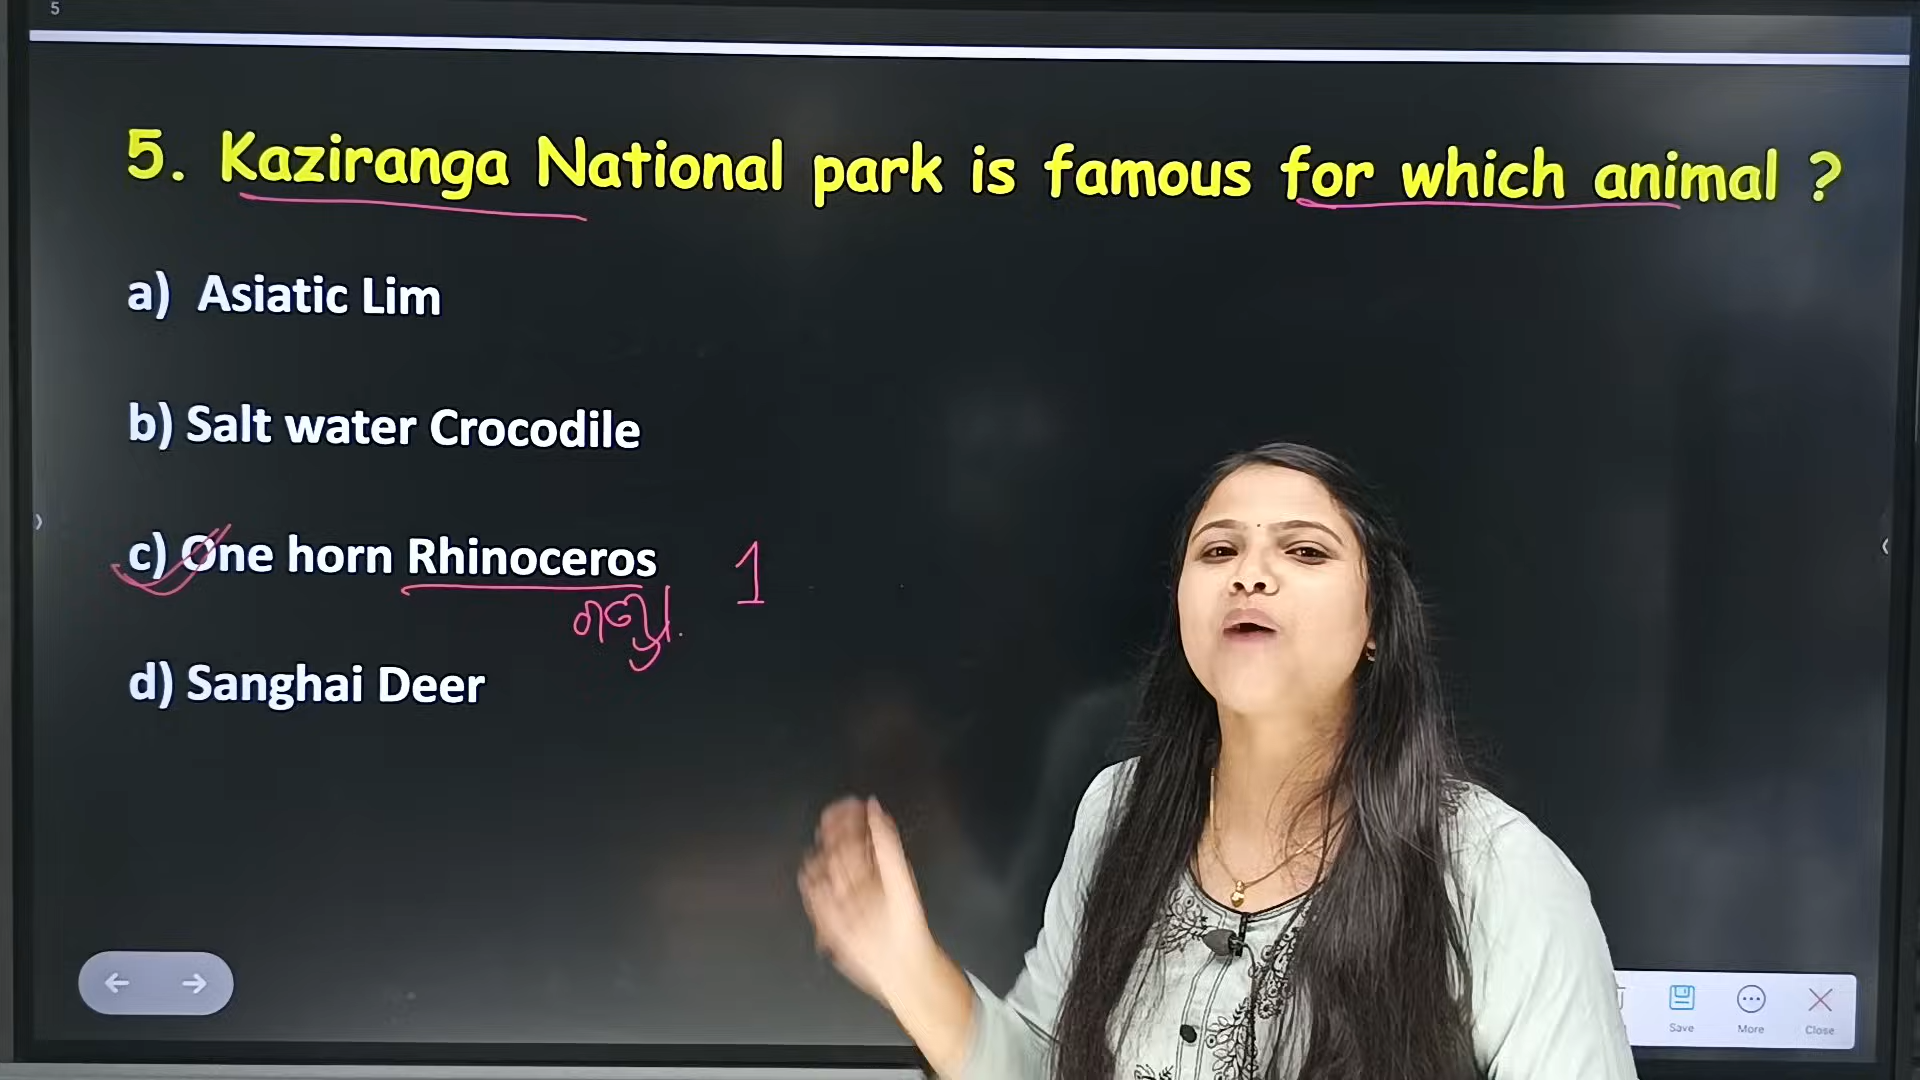 5
5. Kaziranga National park is famous for which animal ?
a) Asiatic Lim
b) Salt water Crocodile
c) One horn Rhinoceros 1
d) Sanghai Deer
Save More Close